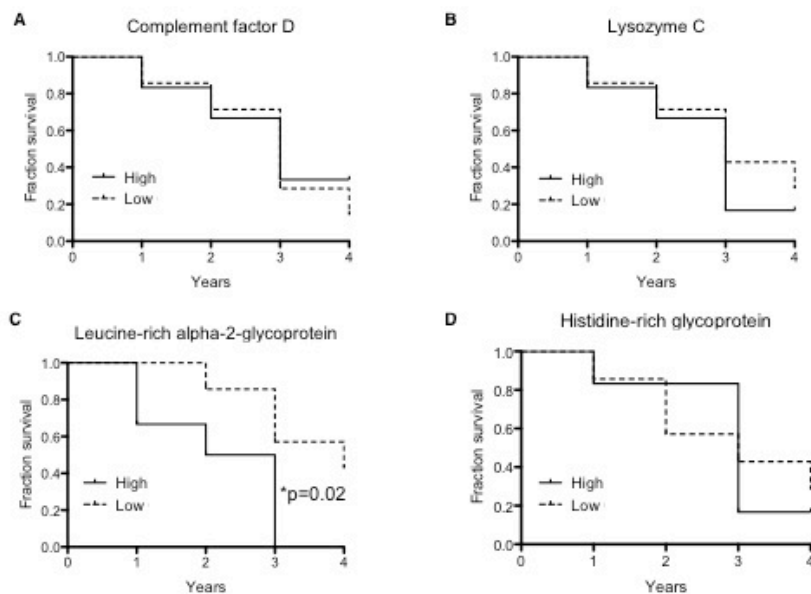 A
Complement factor D
Fraction survival
1.0
0.8
0.6
0.4
0.2
0.0
High
Low
0 1 2 3 4
Years
B
Lysozyme C
Fraction survival
1.0
0.8
0.6
0.4
0.2
0.0
High
Low
0 1 2 3 4
Years
C
Leucine-rich alpha-2-glycoprotein
Fraction survival
1.0
0.8
0.6
0.4
0.2
0.0
High
Low
*p=0.02
0 1 2 3 4
Years
D
Histidine-rich glycoprotein
Fraction survival
1.0
0.8
0.6
0.4
0.2
0.0
High
Low
0 1 2 3 4
Years